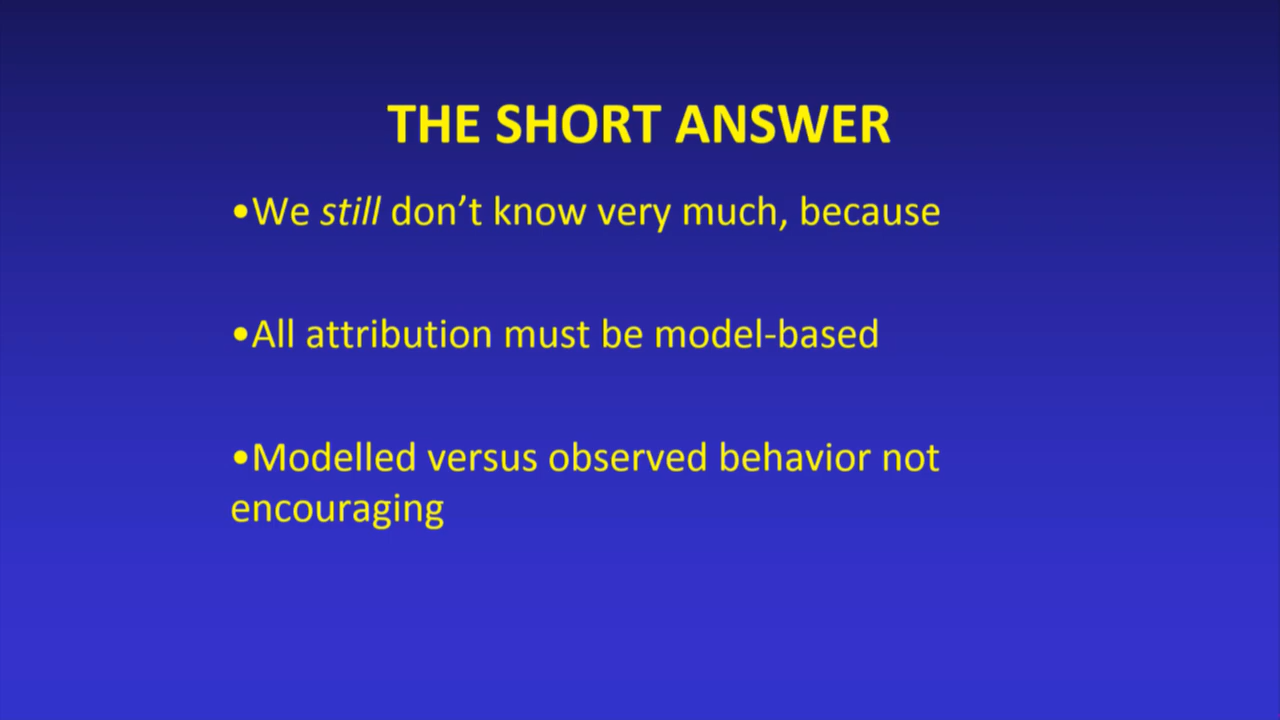 THE SHORT ANSWER
•We still don’t know very much, because
•All attribution must be model-based
•Modelled versus observed behavior not
encouraging